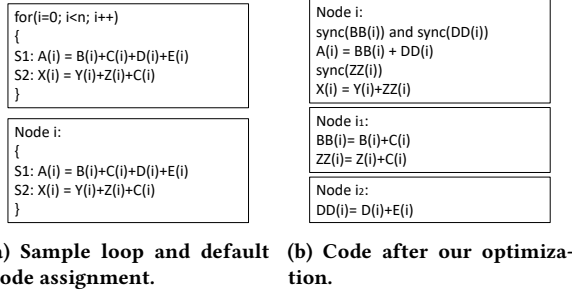 for(i=0; i<n; i++)
{
S1: A(i) = B(i)+C(i)+D(i)+E(i)
S2: X(i) = Y(i)+Z(i)+C(i)
}
Node i:
{
S1: A(i) = B(i)+C(i)+D(i)+E(i)
S2: X(i) = Y(i)+Z(i)+C(i)
}
) Sample loop and default
ode assignment.
Node i:
sync(BB(i)) and sync(DD(i))
A(i) = BB(i) + DD(i)
sync(ZZ(i))
X(i) = Y(i)+ZZ(i)
Node i1:
BB(i)= B(i)+C(i)
ZZ(i)= Z(i)+C(i)
Node i2:
DD(i)= D(i)+E(i)
(b) Code after our optimiza-
tion.